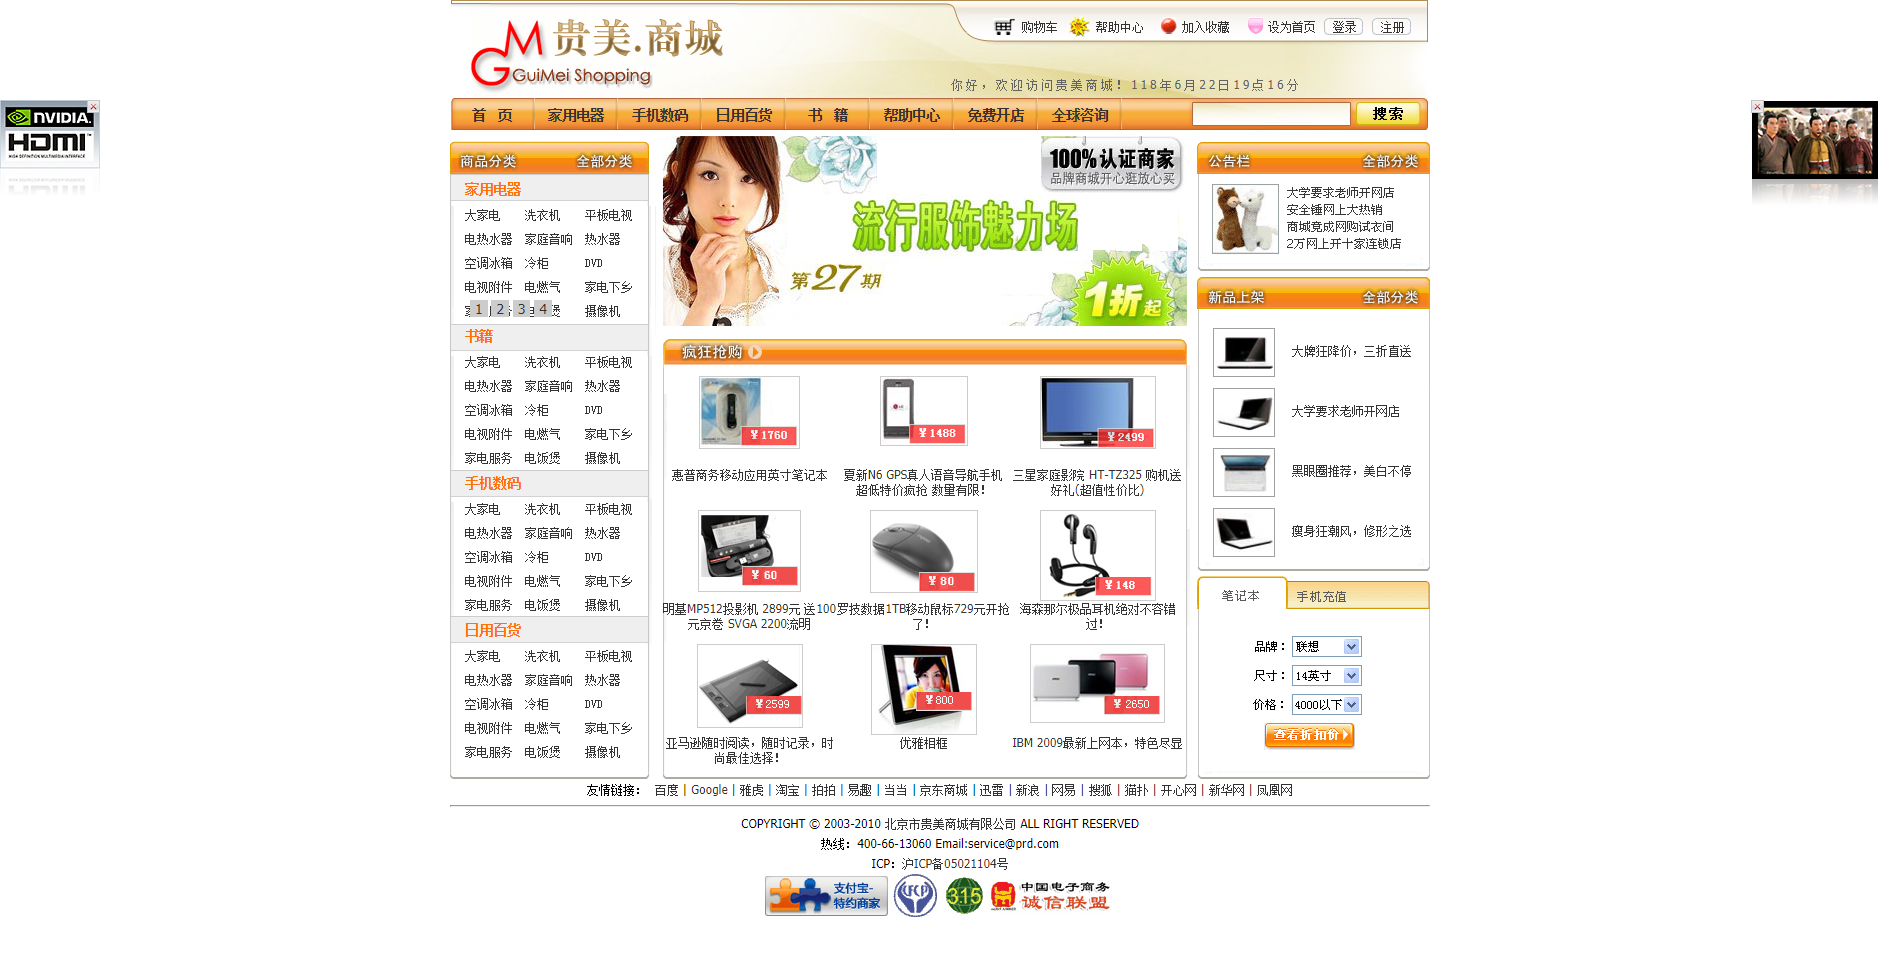 贵美.商城
GuiMei Shopping
购物车 帮助中心 加入收藏 设为首页 登录 注册
你好，欢迎访问贵美商城！118年6月22日19点16分
首 页 家用电器 手机数码 日用百货 书 籍 帮助中心 免费开店 全球咨询 搜索
NVIDIA.
HDMI
HIGH DEFINITION MULTIMEDIA INTERFACE
商品分类 全部分类
家用电器
大家电 洗衣机 平板电视
电热水器 家庭音响 热水器
空调冰箱 冷柜 DVD
电视附件 电燃气 家电下乡
1 2 3 4 煲 摄像机
书籍
大家电 洗衣机 平板电视
电热水器 家庭音响 热水器
空调冰箱 冷柜 DVD
电视附件 电燃气 家电下乡
家电服务 电饭煲 摄像机
手机数码
大家电 洗衣机 平板电视
电热水器 家庭音响 热水器
空调冰箱 冷柜 DVD
电视附件 电燃气 家电下乡
家电服务 电饭煲 摄像机
日用百货
大家电 洗衣机 平板电视
电热水器 家庭音响 热水器
空调冰箱 冷柜 DVD
电视附件 电燃气 家电下乡
家电服务 电饭煲 摄像机
100%认证商家
品牌商城开心逛放心买
流行服饰魅力场
第27期
1折起
疯狂抢购
¥ 1760
¥ 1488
¥ 2499
惠普商务移动应用英寸笔记本
夏新N6 GPS真人语音导航手机
超低特价疯抢 数量有限！
三星家庭影院 HT-TZ325 购机送
好礼(超值性价比)
¥ 60
¥ 80
¥ 148
明基MP512投影机 2899元 送100
元京卷 SVGA 2200流明
罗技数据1TB移动鼠标729元开抢
了！
海森那尔极品耳机绝对不容错
过！
¥ 2599
¥ 800
¥ 2650
亚马逊随时阅读，随时记录，时
尚最佳选择！
优雅相框
IBM 2009最新上网本，特色尽显
公告栏 全部分类
大学要求老师开网店
安全锤网上大热销
商城竟成网购试衣间
2万网上开十家连锁店
新品上架 全部分类
大牌狂降价，三折直送
大学要求老师开网店
黑眼圈推荐，美白不停
瘦身狂潮风，修形之选
笔记本 手机充值
品牌： 联想
尺寸： 14英寸
价格： 4000以下
查看折扣价
友情链接： 百度 | Google | 雅虎 | 淘宝 | 拍拍 | 易趣 | 当当 | 京东商城 | 迅雷 | 新浪 | 网易 | 搜狐 | 猫扑 | 开心网 | 新华网 | 凤凰网
COPYRIGHT © 2003-2010 北京市贵美商城有限公司 ALL RIGHT RESERVED
热线：400-66-13060 Email:service@prd.com
ICP：沪ICP备05021104号
支付宝-
特约商家
FCP
315
中国电子商务
诚信联盟